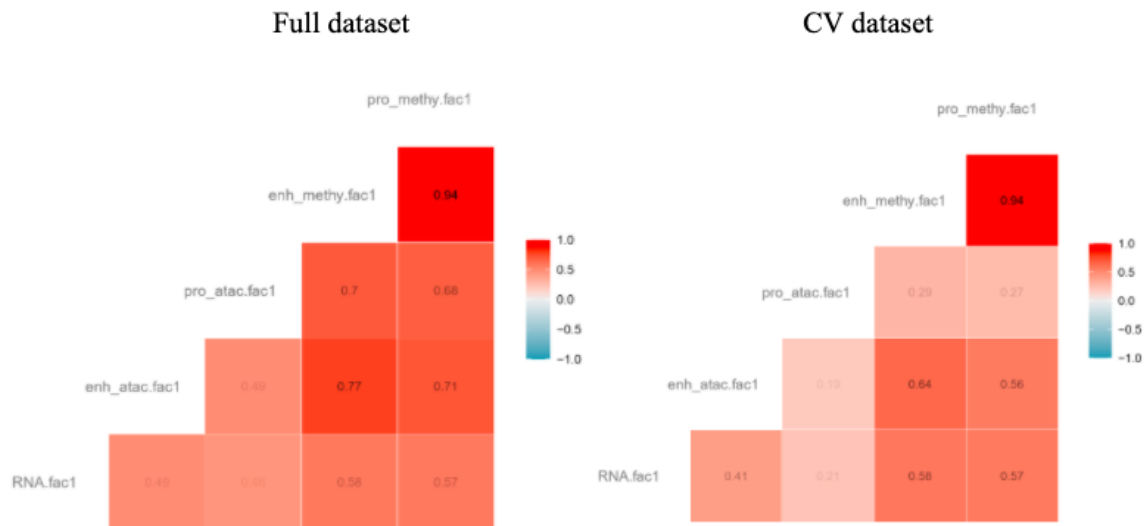 Full dataset
CV dataset
pro_methy.fac1
enh_methy.fac1
0.94
pro_atac.fac1
0.7 0.68
enh_atac.fac1
0.49 0.77 0.71
RNA.fac1
0.49 0.46 0.58 0.57
1.0
0.5
0.0
−0.5
−1.0
pro_methy.fac1
enh_methy.fac1
0.94
pro_atac.fac1
0.29 0.27
enh_atac.fac1
0.64 0.56
RNA.fac1
0.41 0.21 0.58 0.57
1.0
0.5
0.0
−0.5
−1.0